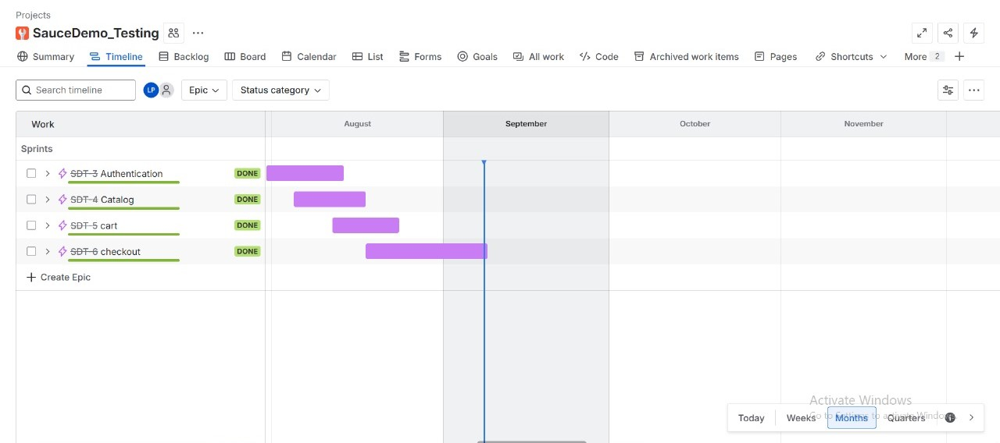 Projects
SauceDemo_Testing
Summary Timeline Backlog Board Calendar List Forms Goals All work Code Archived work items Pages Shortcuts More 2
Search timeline LP Epic Status category
Work August September October November
Sprints
SDT-3 Authentication DONE
SDT-4 Catalog DONE
SDT-5 cart DONE
SDT-6 checkout DONE
Create Epic
Activate Windows
Go to Settings to activate Windows.
Today Weeks Months Quarters